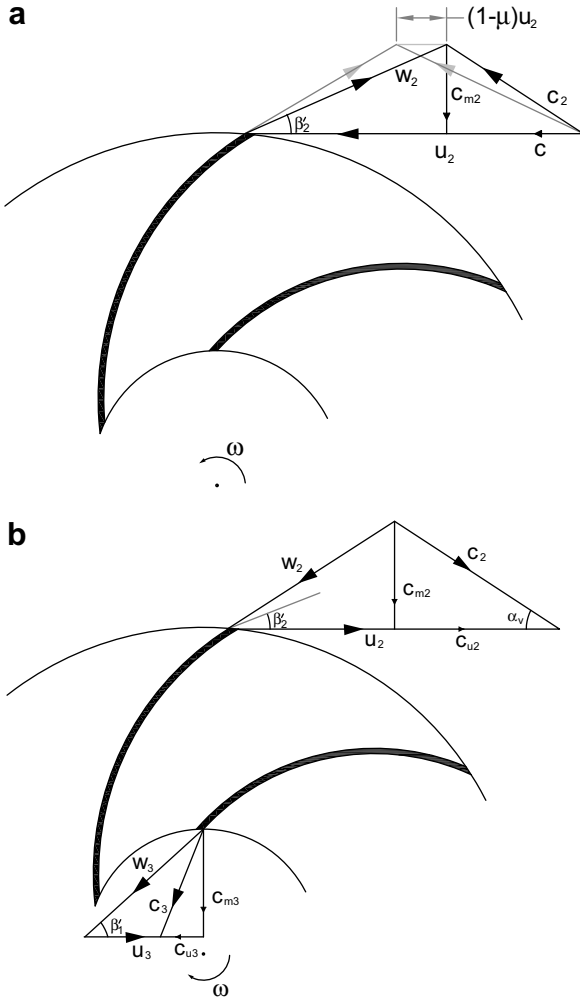 a
(1-μ)u₂
w₂
c₂
cₘ₂
β′₂
u₂
c
ω
b
w₂
c₂
cₘ₂
β′₂
αᵥ
u₂
cᵤ₂
w₃
c₃
cₘ₃
β′₁
u₃
cᵤ₃
ω